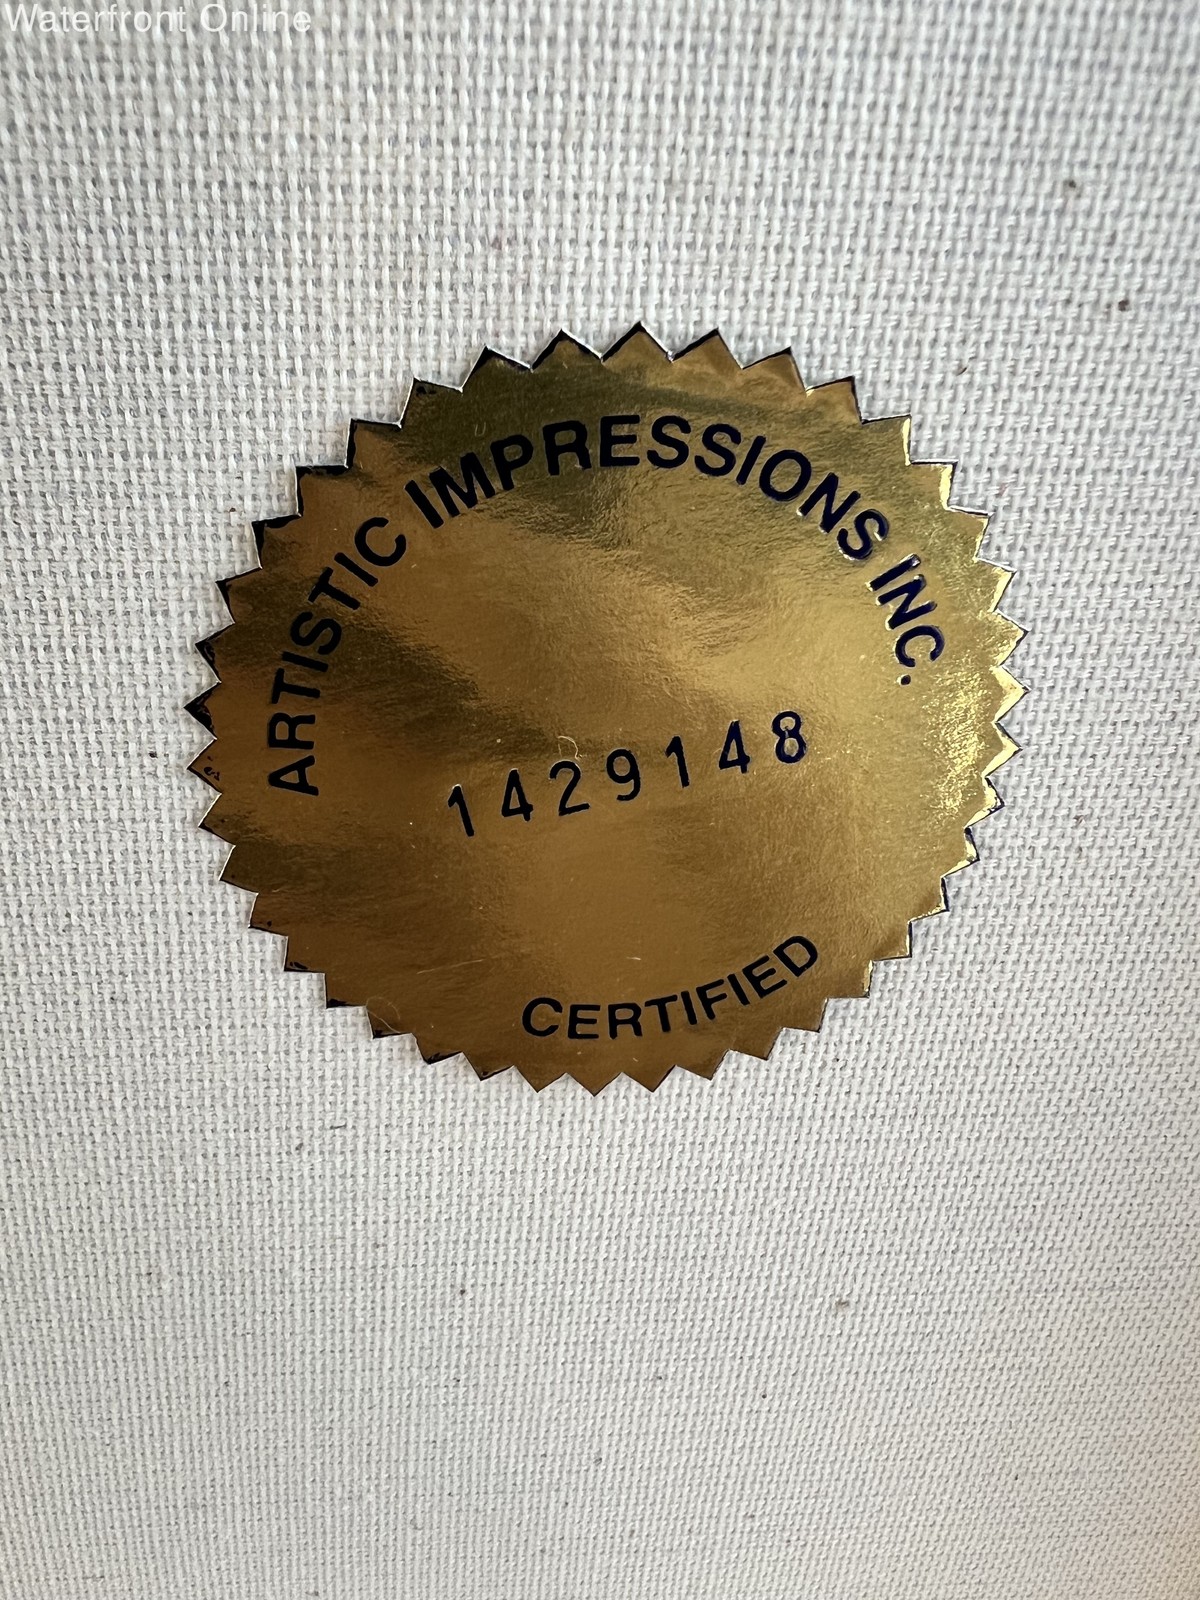 Waterfront Online
ARTISTIC IMPRESSIONS INC.
1429148
CERTIFIED